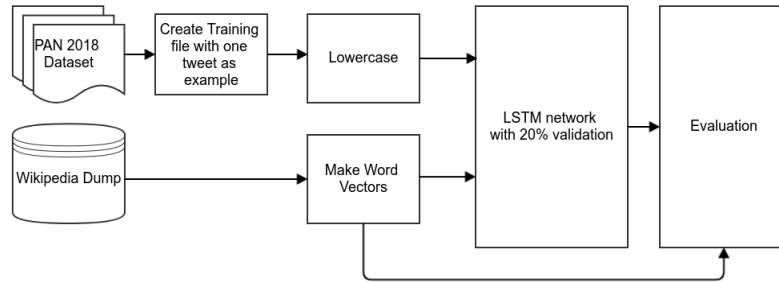 PAN 2018
Dataset
Create Training
file with one
tweet as
example
Lowercase
LSTM network
with 20% validation
Evaluation
Wikipedia Dump
Make Word
Vectors